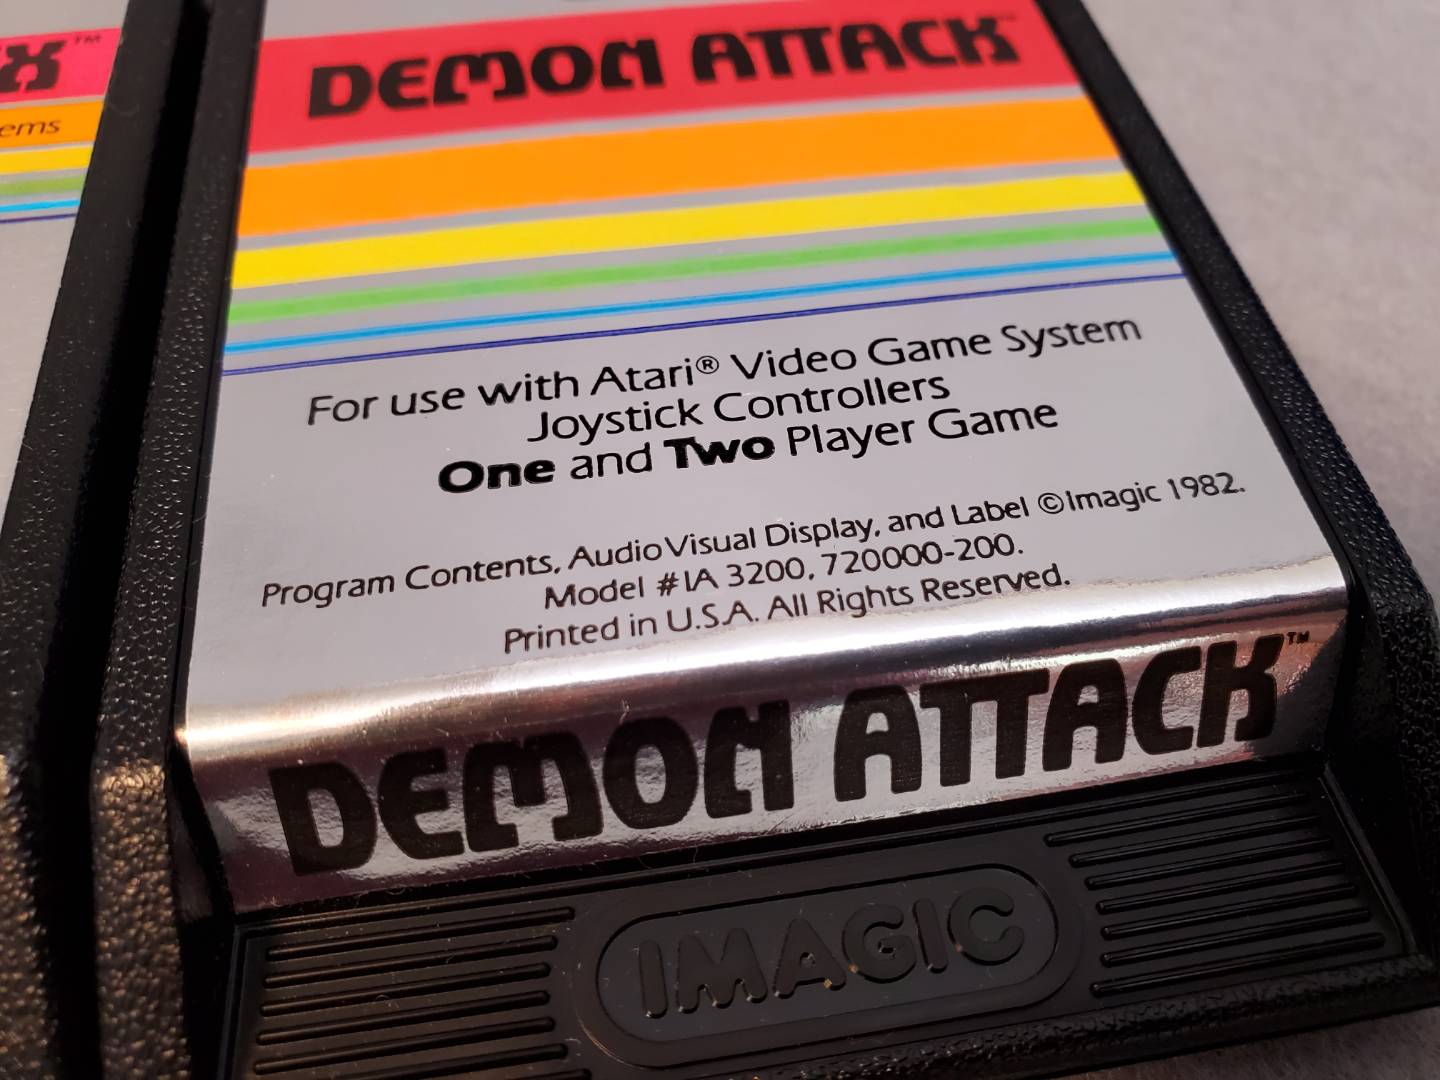 DEMON ATTACK™
For use with Atari® Video Game System
Joystick Controllers
One and Two Player Game
Program Contents, Audio Visual Display, and Label © Imagic 1982.
Model #IA 3200, 720000-200.
Printed in U.S.A. All Rights Reserved.
DEMON ATTACK™
IMAGIC